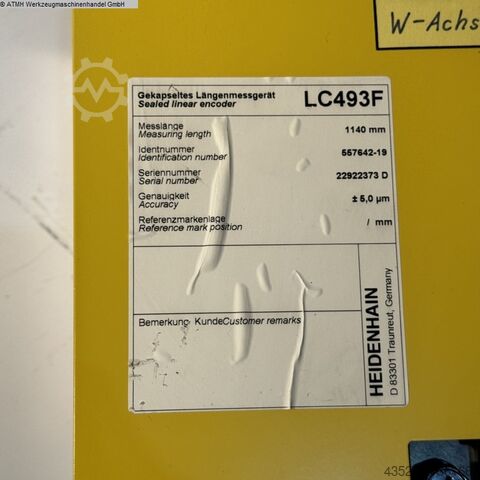 © ATMH Werkzeugmaschinenhandel GmbH
W-Achs
Gekapseltes Längenmessgerät
Sealed linear encoder
LC493F
Messlänge
Measuring length
1140 mm
Identnummer
Identification number
557642-19
Seriennummer
Serial number
22922373 D
Genauigkeit
Accuracy
± 5,0 µm
Referenzmarkenlage
Reference mark position
/ mm
Bemerkung Kunde Customer remarks
HEIDENHAIN
D 83301 Traunreut, Germany